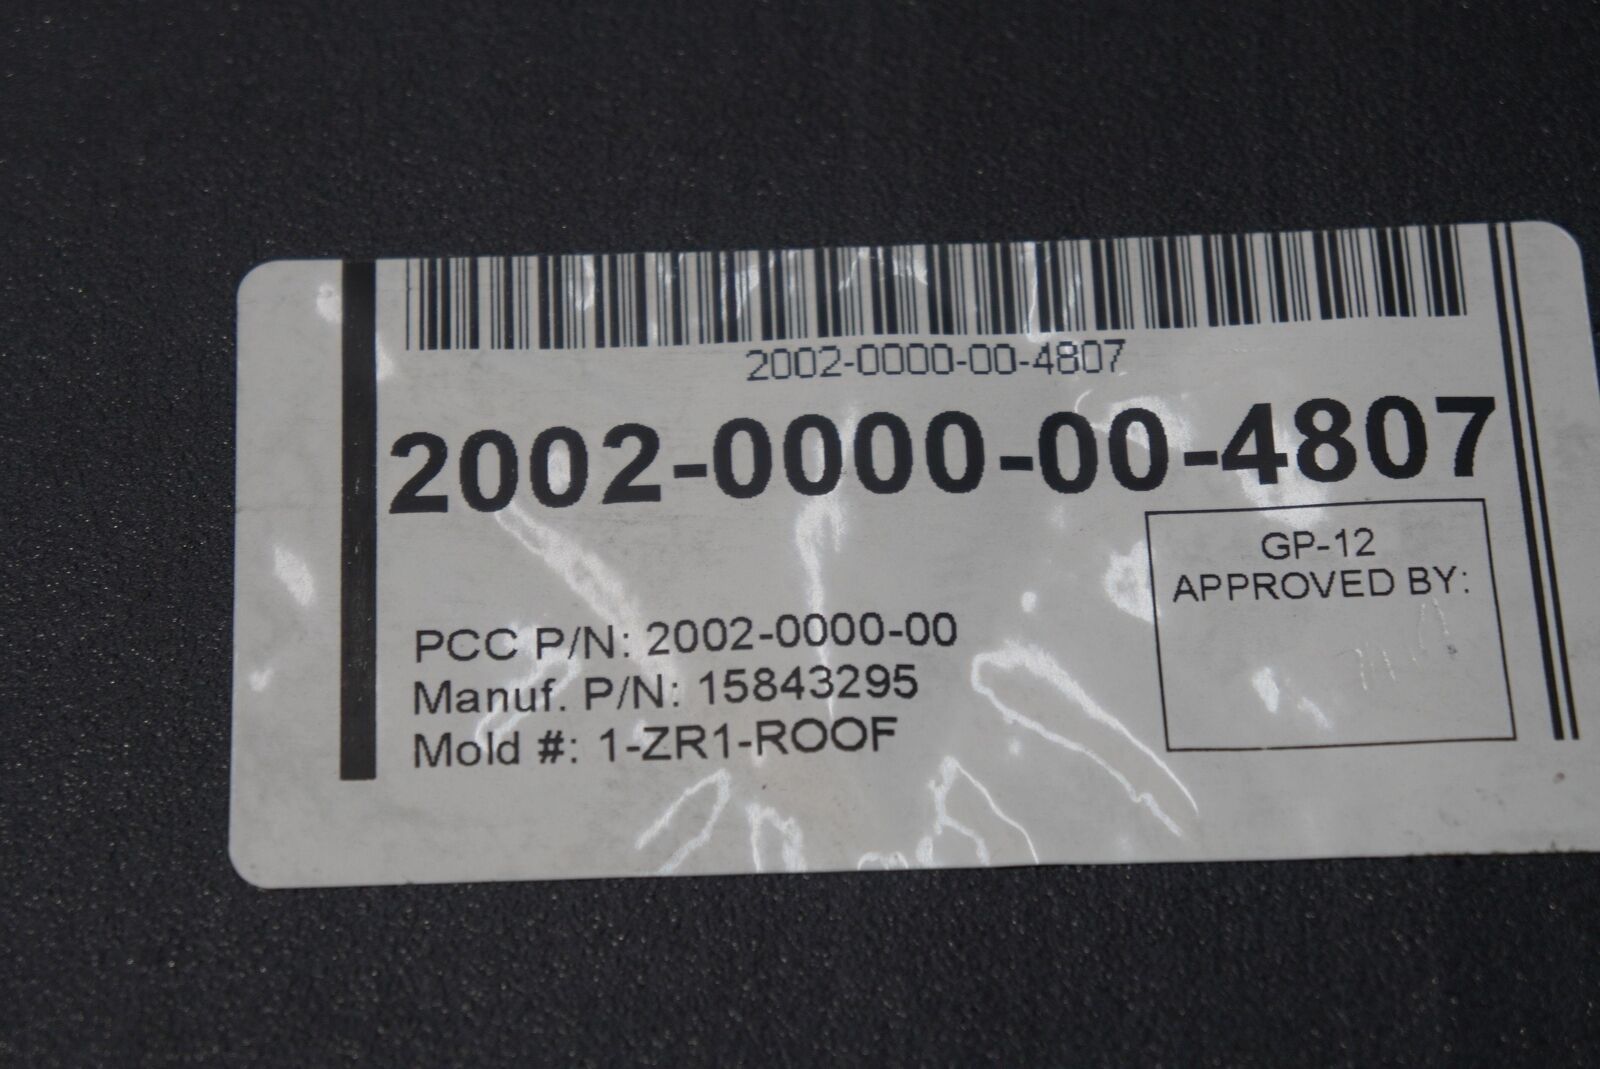 2002-0000-00-4807
2002-0000-00-4807
GP-12
APPROVED BY:
PCC P/N: 2002-0000-00
Manuf. P/N: 15843295
Mold #: 1-ZR1-ROOF